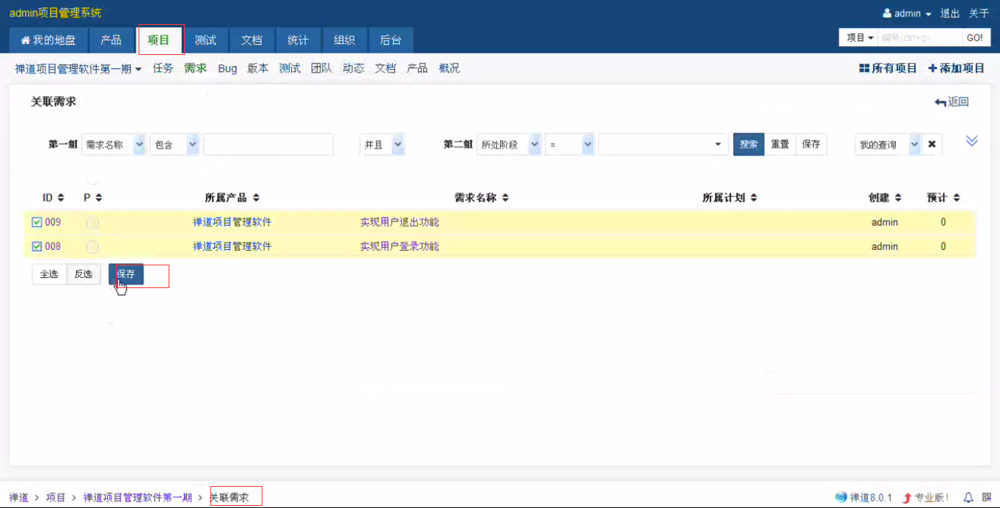 admin项目管理系统 admin 退出 关于
我的地盘 产品 项目 测试 文档 统计 组织 后台 项目 编号(ctrl+g) GO!
禅道项目管理软件第一期 任务 需求 Bug 版本 测试 团队 动态 文档 产品 概况 所有项目 添加项目
关联需求 返回
第一组 需求名称 包含 并且 第二组 所处阶段 = 搜索 重置 保存 我的查询
ID P 所属产品 需求名称 所属计划 创建 预计
009 禅道项目管理软件 实现用户退出功能 admin 0
008 禅道项目管理软件 实现用户登录功能 admin 0
全选 反选 保存
禅道 > 项目 > 禅道项目管理软件第一期 > 关联需求 禅道8.0.1 专业版!